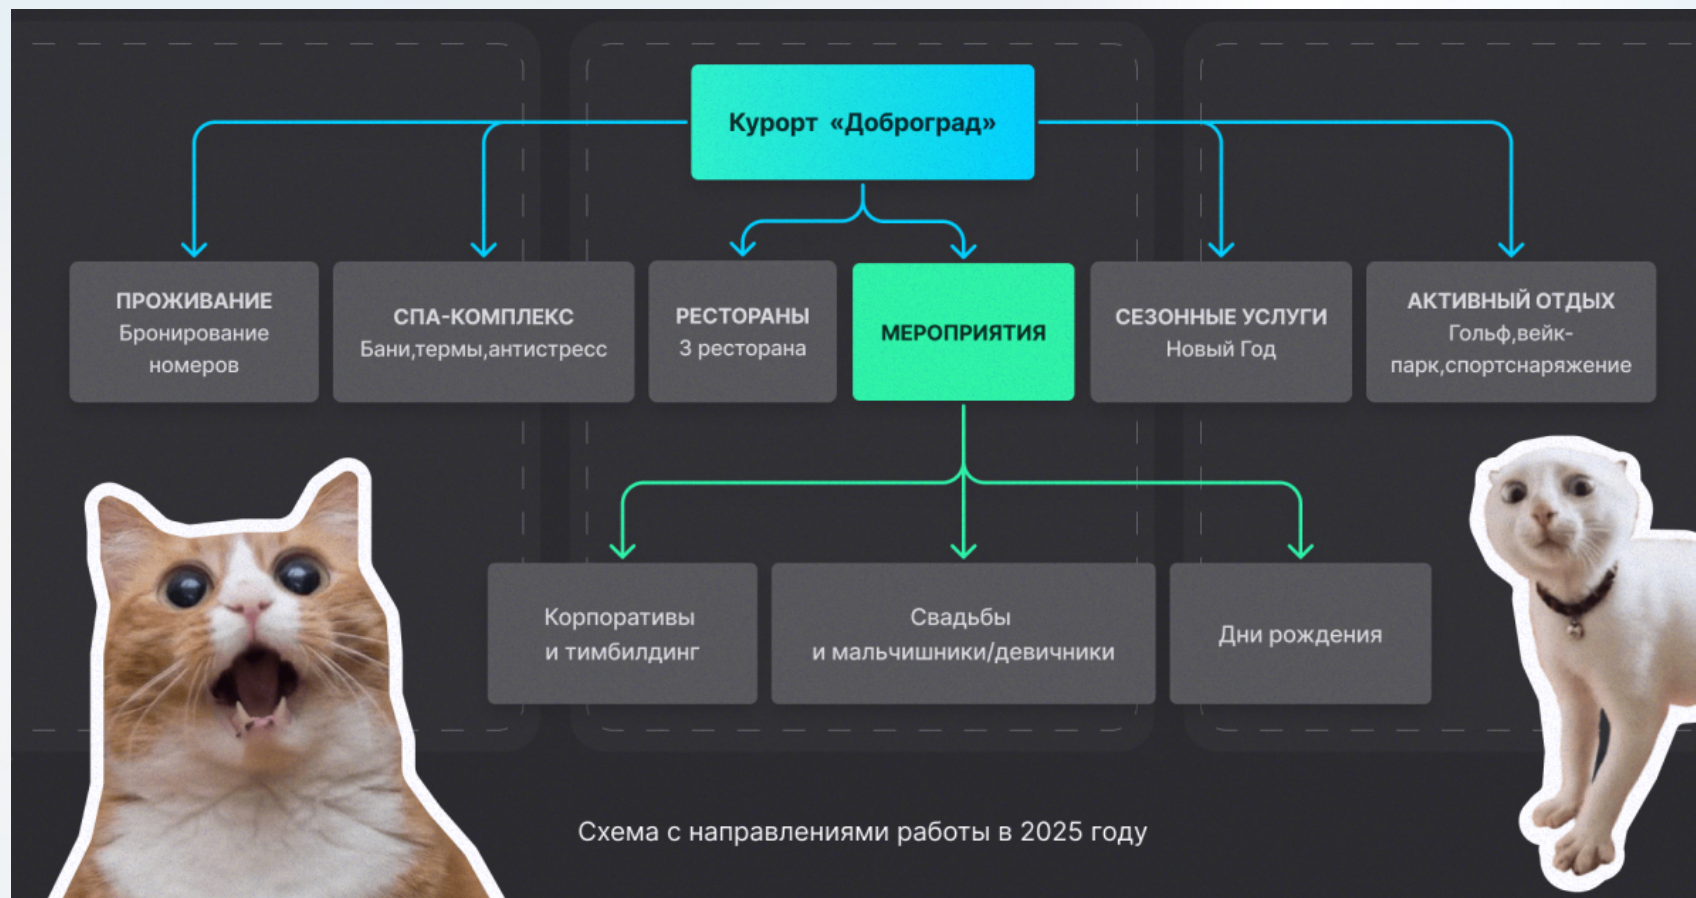 Курорт «Доброград»
ПРОЖИВАНИЕ
Бронирование
номеров
СПА-КОМПЛЕКС
Бани,термы,антистресс
РЕСТОРАНЫ
3 ресторана
МЕРОПРИЯТИЯ
СЕЗОННЫЕ УСЛУГИ
Новый Год
АКТИВНЫЙ ОТДЫХ
Гольф,вейк-
парк,спортснаряжение
Корпоративы
и тимбилдинг
Свадьбы
и мальчишники/девичники
Дни рождения
Схема с направлениями работы в 2025 году